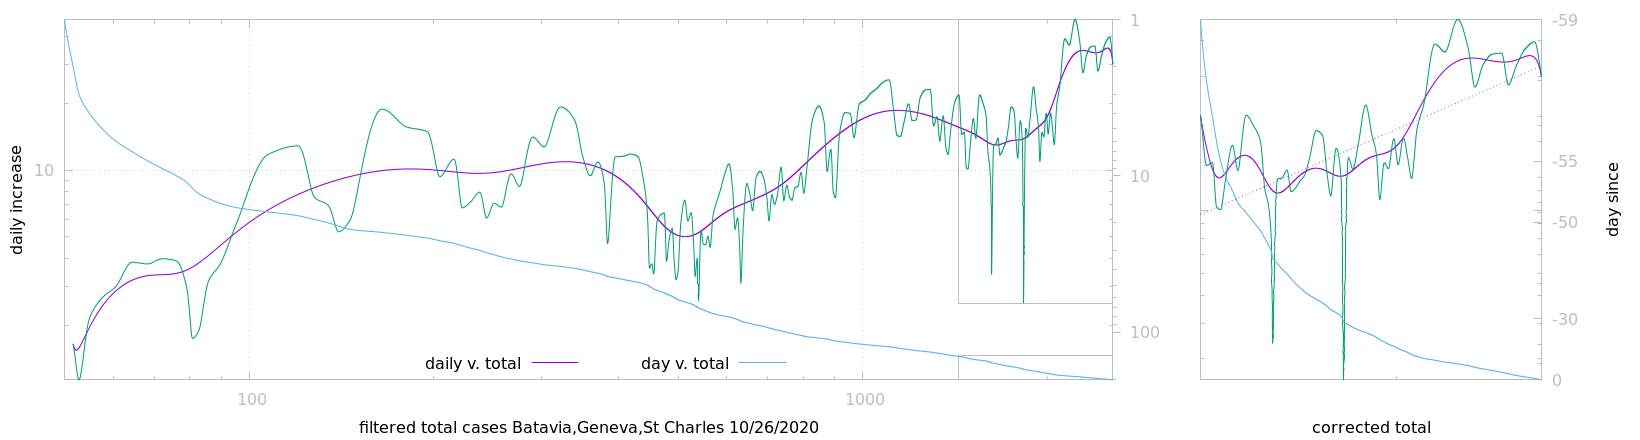 1
-59
10
10
-55
-50
-30
100
0
daily increase
day since
daily v. total
day v. total
100
1000
filtered total cases Batavia,Geneva,St Charles 10/26/2020
corrected total